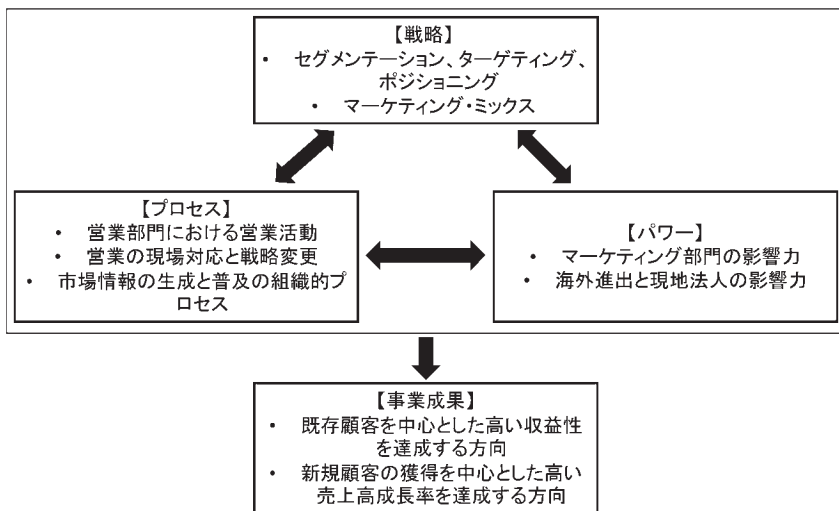 【戦略】
• セグメンテーション、ターゲティング、
ポジショニング
• マーケティング・ミックス
【プロセス】
• 営業部門における営業活動
• 営業の現場対応と戦略変更
• 市場情報の生成と普及の組織的プ
ロセス
【パワー】
• マーケティング部門の影響力
• 海外進出と現地法人の影響力
【事業成果】
• 既存顧客を中心とした高い収益性
を達成する方向
• 新規顧客の獲得を中心とした高い
売上高成長率を達成する方向